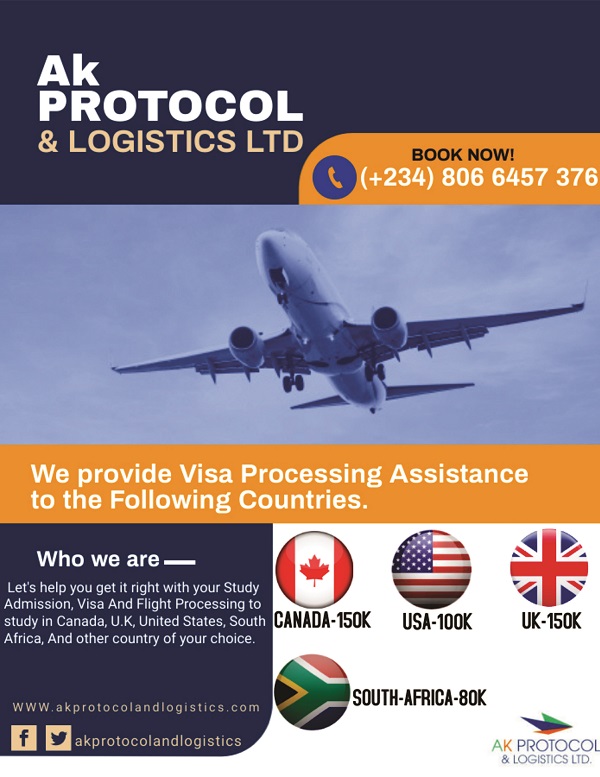 Ak
PROTOCOL
& LOGISTICS LTD
BOOK NOW!
(+234) 806 6457 376
We provide Visa Processing Assistance
to the Following Countries.
Who we are
Let's help you get it right with your Study
Admission, Visa And Flight Processing to
study in Canada, U.K, United States, South
Africa, And other country of your choice.
CANADA-150K
USA-100K
UK-150K
SOUTH-AFRICA-80K
WWW.akprotocolandlogistics.com
f
akprotocolandlogistics
AK PROTOCOL
& LOGISTICS LTD.